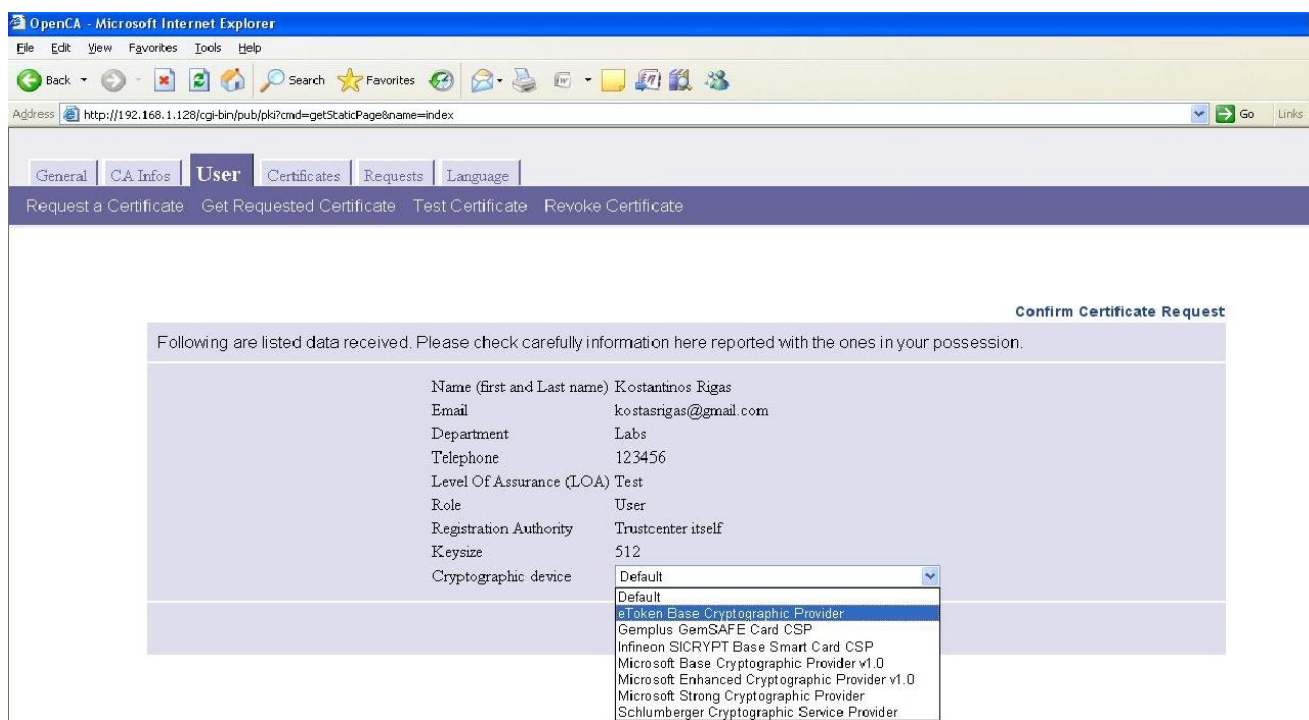 OpenCA - Microsoft Internet Explorer
File Edit View Favorites Tools Help
Back Search Favorites
Address http://192.168.1.128/cgi-bin/pub/pki?cmd=getStaticPage&name=index Go Links
General CA Infos User Certificates Requests Language
Request a Certificate Get Requested Certificate Test Certificate Revoke Certificate
Confirm Certificate Request
Following are listed data received. Please check carefully information here reported with the ones in your possession.
Name (first and Last name) Kostantinos Rigas
Email kostasrigas@gmail.com
Department Labs
Telephone 123456
Level Of Assurance (LOA) Test
Role User
Registration Authority Trustcenter itself
Keysize 512
Cryptographic device Default
Default
eToken Base Cryptographic Provider
Gemplus GemSAFE Card CSP
Infineon SICRYPT Base Smart Card CSP
Microsoft Base Cryptographic Provider v1.0
Microsoft Enhanced Cryptographic Provider v1.0
Microsoft Strong Cryptographic Provider
Schlumberger Cryptographic Service Provider